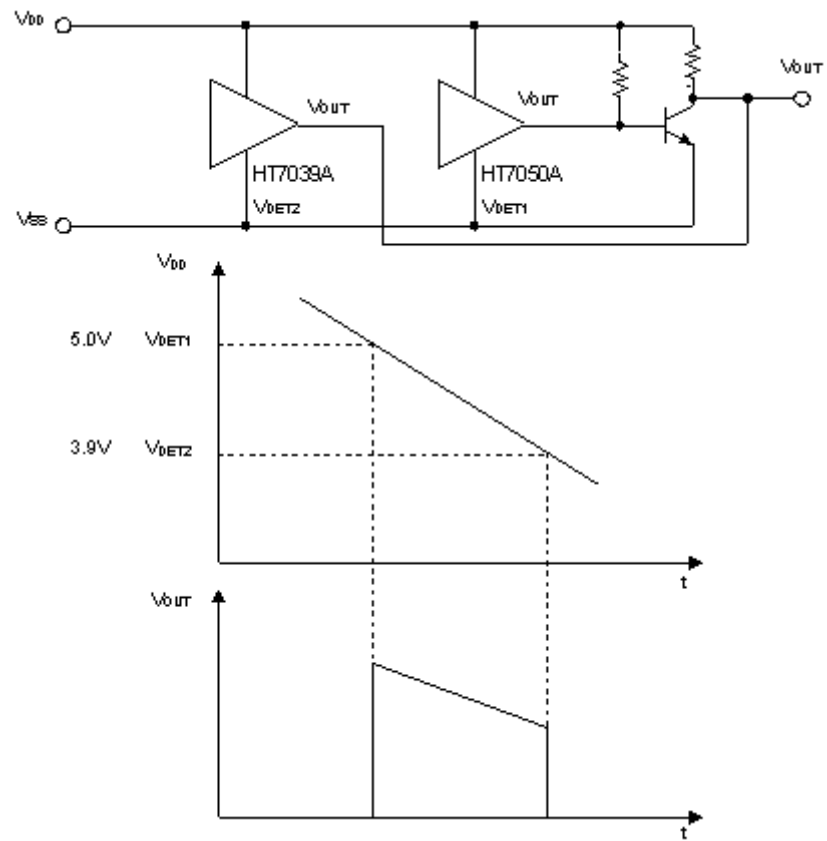 VDD
VOUT
VOUT
VOUT
HT7039A
HT7050A
VSS
VDET2
VDET1
VDD
5.0V VDET1
3.9V VDET2
t
VOUT
t